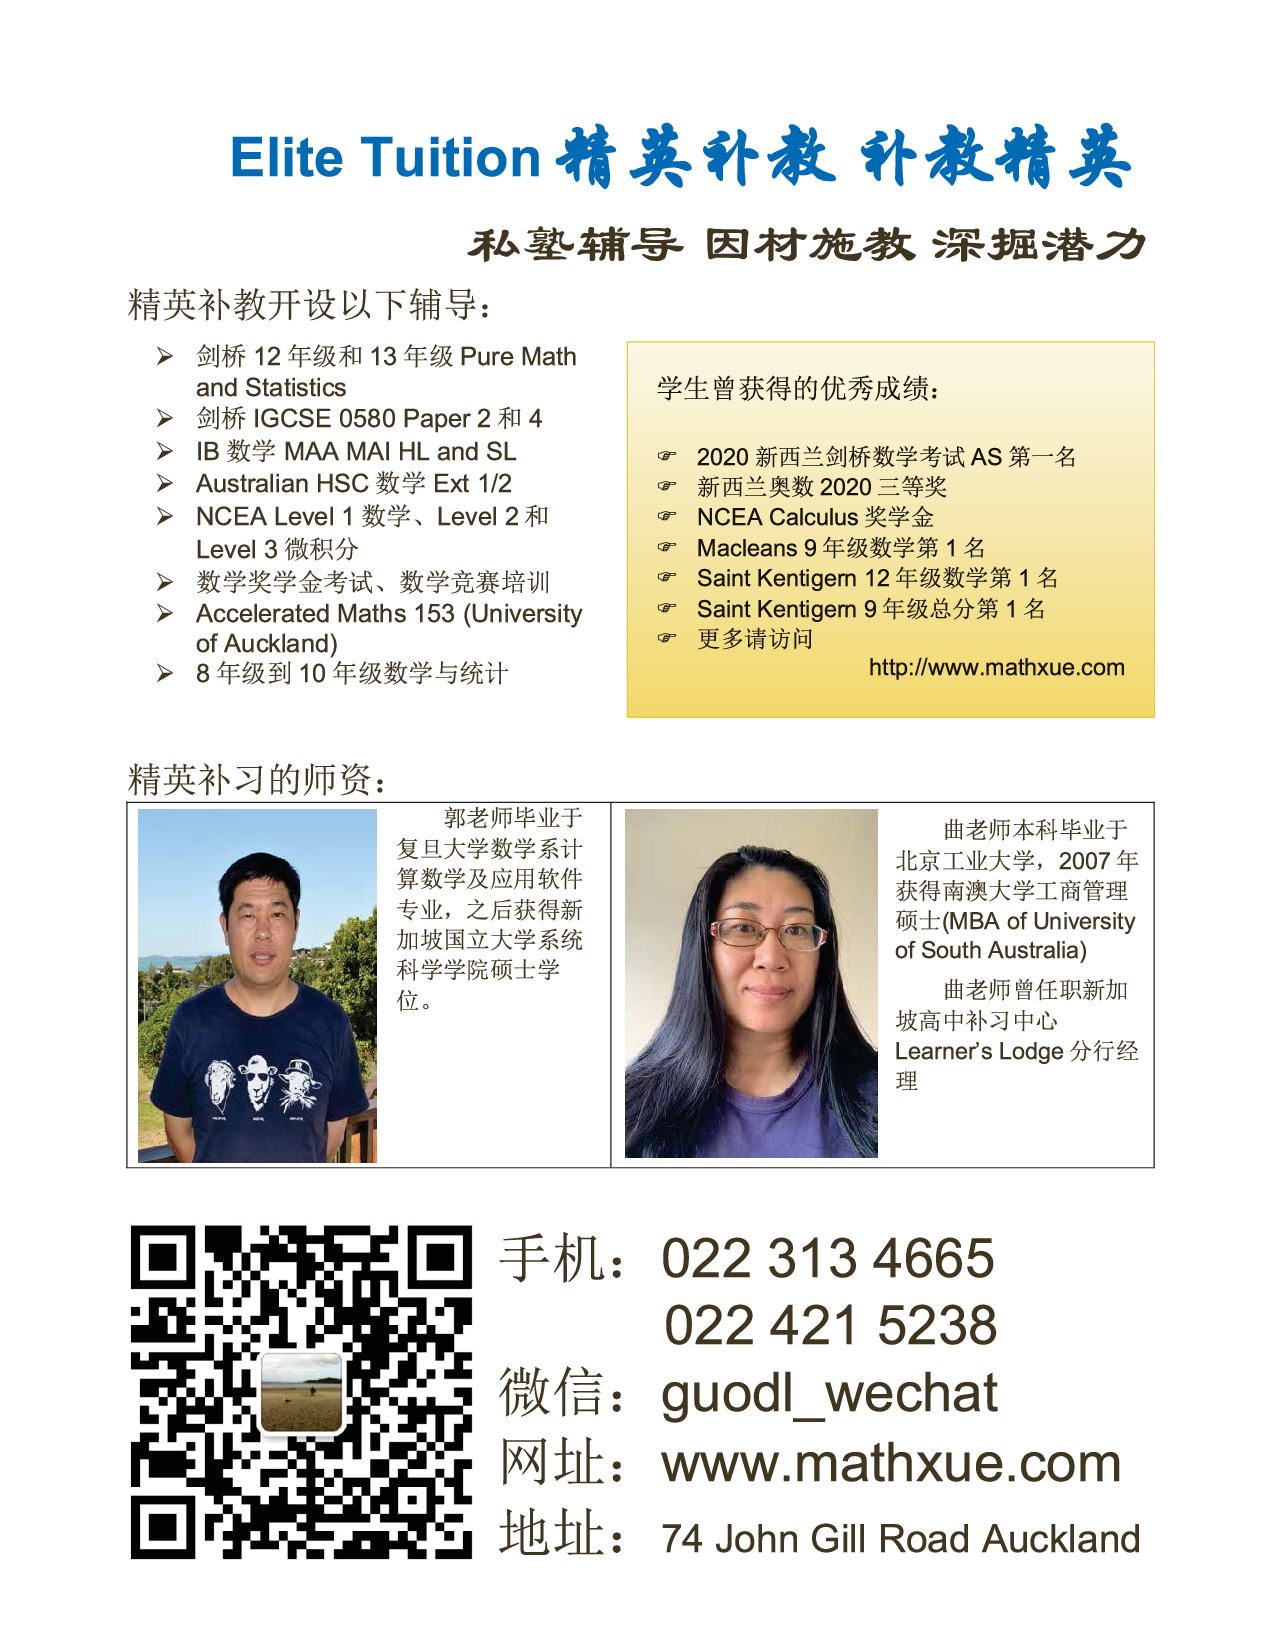 Elite Tuition 精英补教 补教精英
私塾辅导 因材施教 深掘潜力
精英补教开设以下辅导：
➢ 剑桥 12 年级和 13 年级 Pure Math
and Statistics
➢ 剑桥 IGCSE 0580 Paper 2 和 4
➢ IB 数学 MAA MAI HL and SL
➢ Australian HSC 数学 Ext 1/2
➢ NCEA Level 1 数学、Level 2 和
Level 3 微积分
➢ 数学奖学金考试、数学竞赛培训
➢ Accelerated Maths 153 (University
of Auckland)
➢ 8 年级到 10 年级数学与统计
学生曾获得的优秀成绩：
☞ 2020 新西兰剑桥数学考试 AS 第一名
☞ 新西兰奥数 2020 三等奖
☞ NCEA Calculus 奖学金
☞ Macleans 9 年级数学第 1 名
☞ Saint Kentigern 12 年级数学第 1 名
☞ Saint Kentigern 9 年级总分第 1 名
☞ 更多请访问
http://www.mathxue.com
精英补习的师资：
郭老师毕业于
复旦大学数学系计
算数学及应用软件
专业，之后获得新
加坡国立大学系统
科学学院硕士学
位。
曲老师本科毕业于
北京工业大学，2007 年
获得南澳大学工商管理
硕士(MBA of University
of South Australia)
曲老师曾任职新加
坡高中补习中心
Learner’s Lodge 分行经
理
手机：022 313 4665
022 421 5238
微信：guodl_wechat
网址：www.mathxue.com
地址：74 John Gill Road Auckland